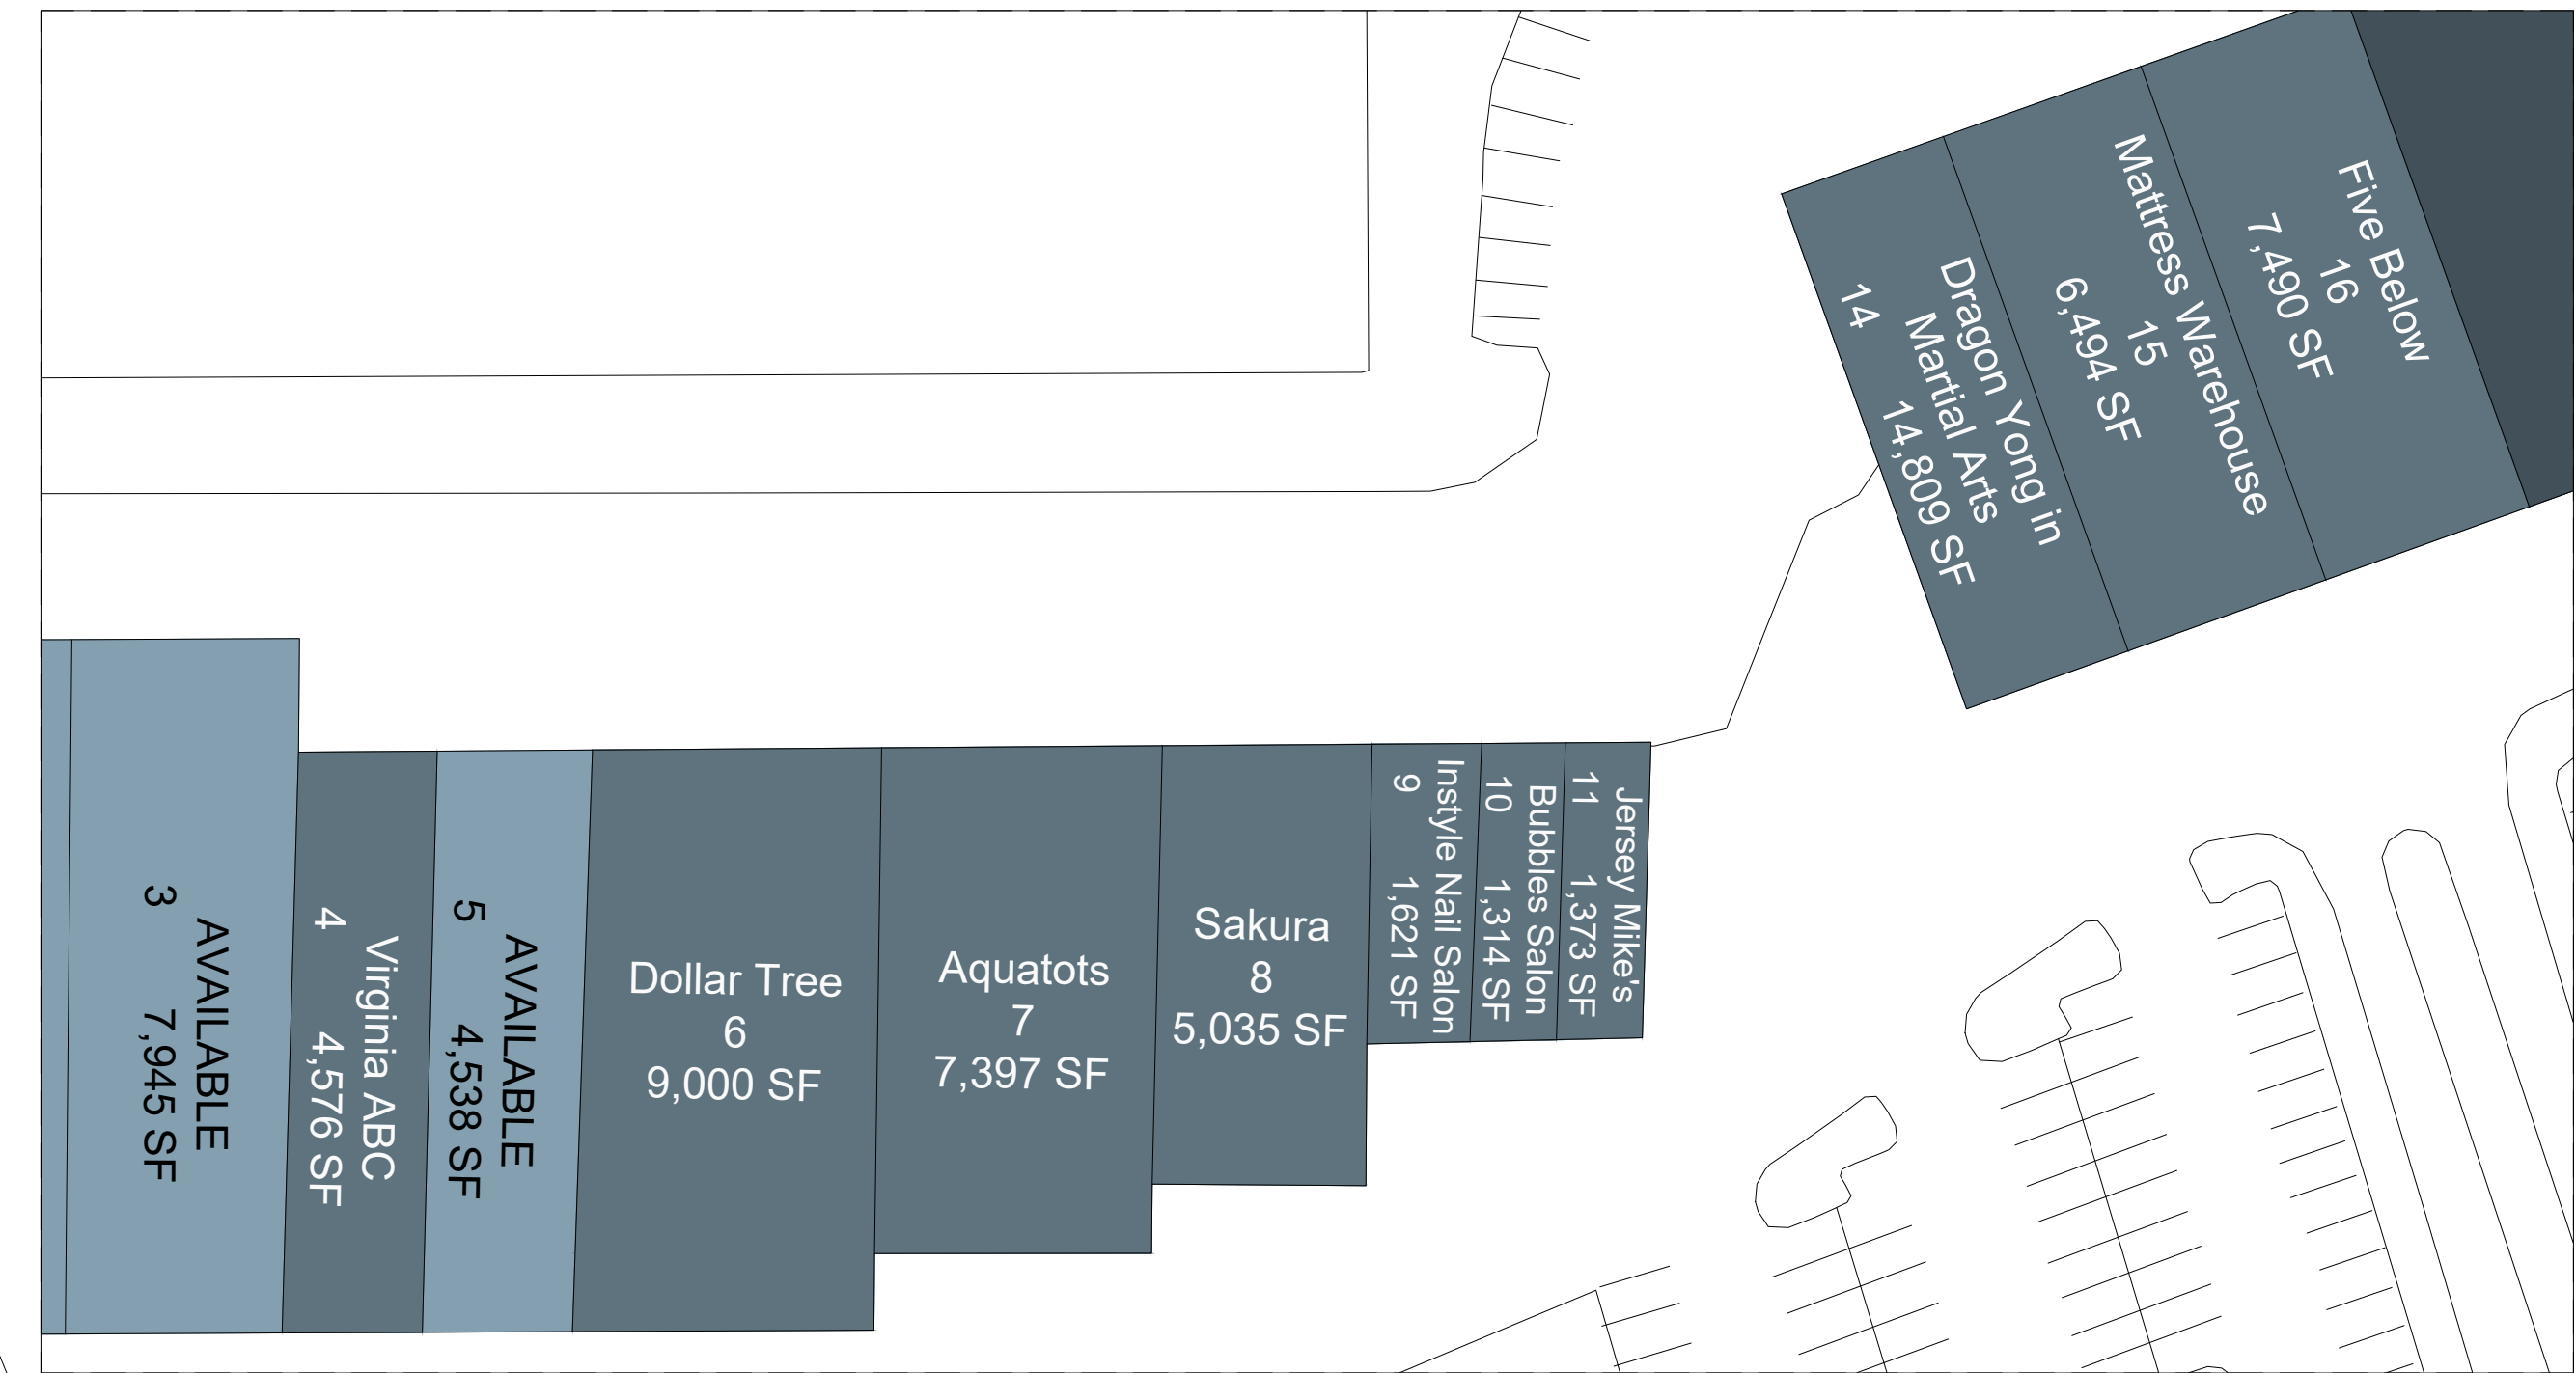 Five Below
16
7,490 SF
Mattress Warehouse
15
6,494 SF
Dragon Yong in
Martial Arts
14 14,809 SF
AVAILABLE
3 7,945 SF
Virginia ABC
4 4,576 SF
AVAILABLE
5 4,538 SF
Dollar Tree
6
9,000 SF
Aquatots
7
7,397 SF
Sakura
8
5,035 SF
Instyle Nail Salon
9 1,621 SF
Bubbles Salon
10 1,314 SF
Jersey Mike's
11 1,373 SF